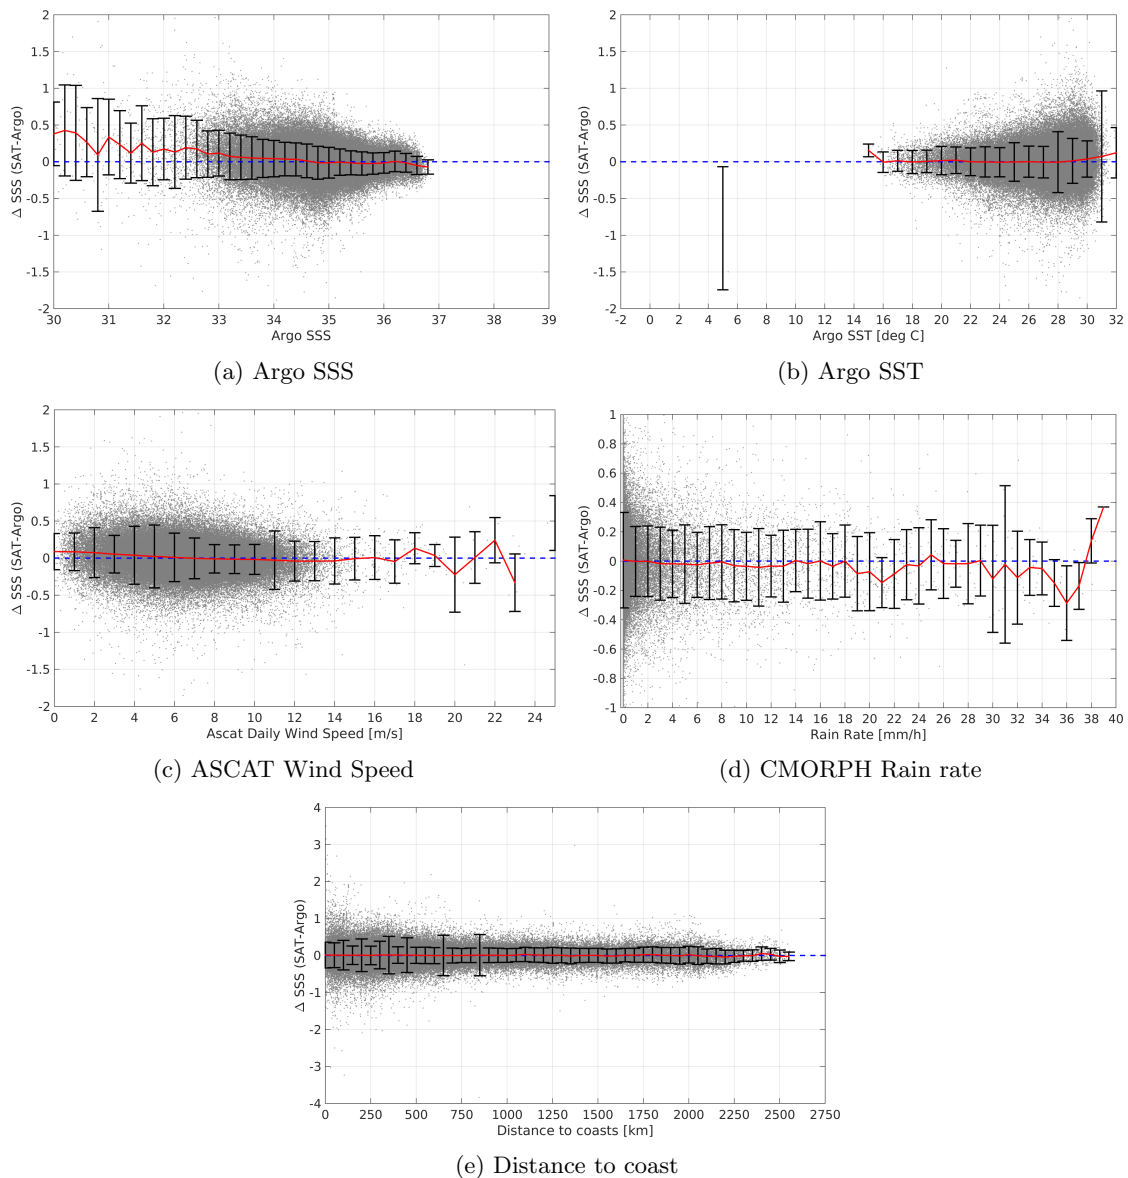 2
1.5
1
0.5
0
-0.5
-1
-1.5
-2
Δ SSS (SAT-Argo)
30 31 32 33 34 35 36 37 38 39
Argo SSS
(a) Argo SSS
2
1.5
1
0.5
0
-0.5
-1
-1.5
-2
Δ SSS (SAT-Argo)
-2 0 2 4 6 8 10 12 14 16 18 20 22 24 26 28 30 32
Argo SST [deg C]
(b) Argo SST
2
1.5
1
0.5
0
-0.5
-1
-1.5
-2
Δ SSS (SAT-Argo)
0 2 4 6 8 10 12 14 16 18 20 22 24
Ascat Daily Wind Speed [m/s]
(c) ASCAT Wind Speed
1
0.8
0.6
0.4
0.2
0
-0.2
-0.4
-0.6
-0.8
-1
Δ SSS (SAT-Argo)
0 2 4 6 8 10 12 14 16 18 20 22 24 26 28 30 32 34 36 38 40
Rain Rate [mm/h]
(d) CMORPH Rain rate
4
3
2
1
0
-1
-2
-3
-4
Δ SSS (SAT-Argo)
0 250 500 750 1000 1250 1500 1750 2000 2250 2500 2750
Distance to coasts [km]
(e) Distance to coast